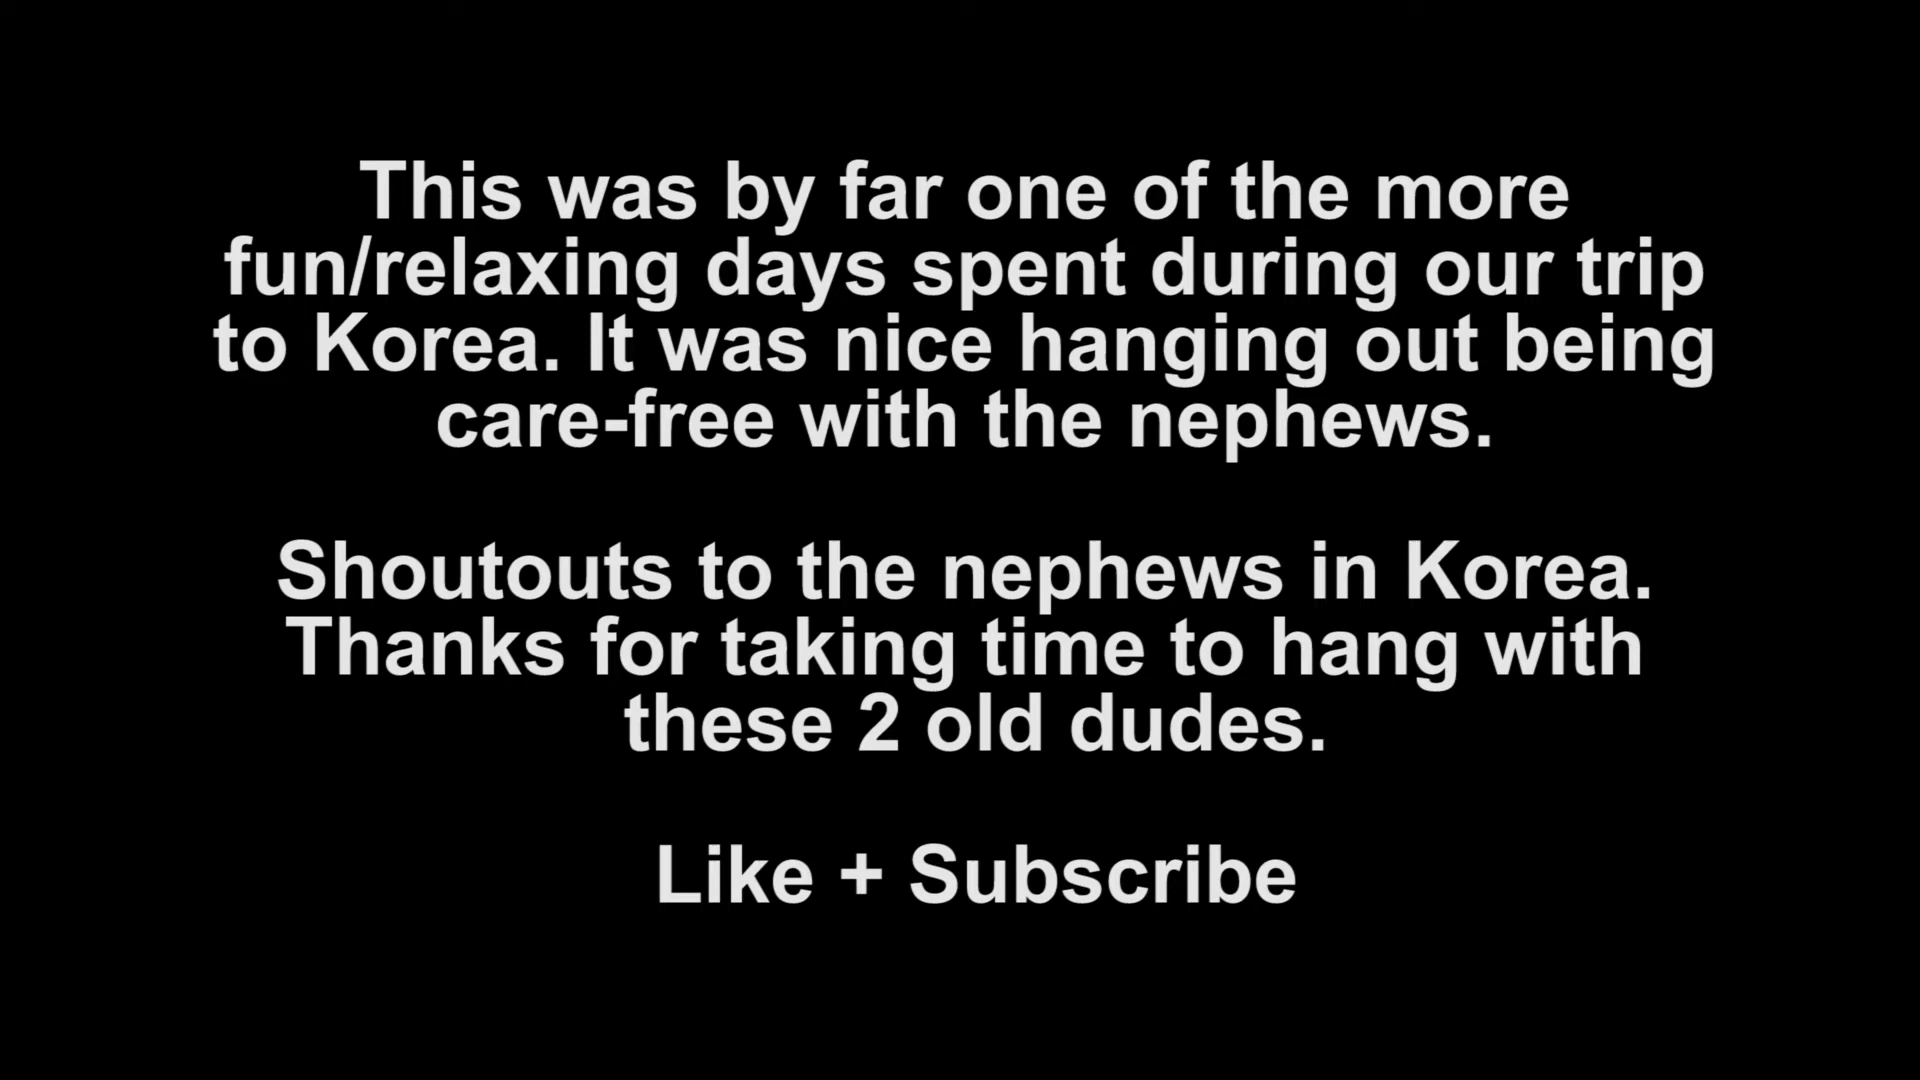 This was by far one of the more
fun/relaxing days spent during our trip
to Korea. It was nice hanging out being
care-free with the nephews.
Shoutouts to the nephews in Korea.
Thanks for taking time to hang with
these 2 old dudes.
Like + Subscribe